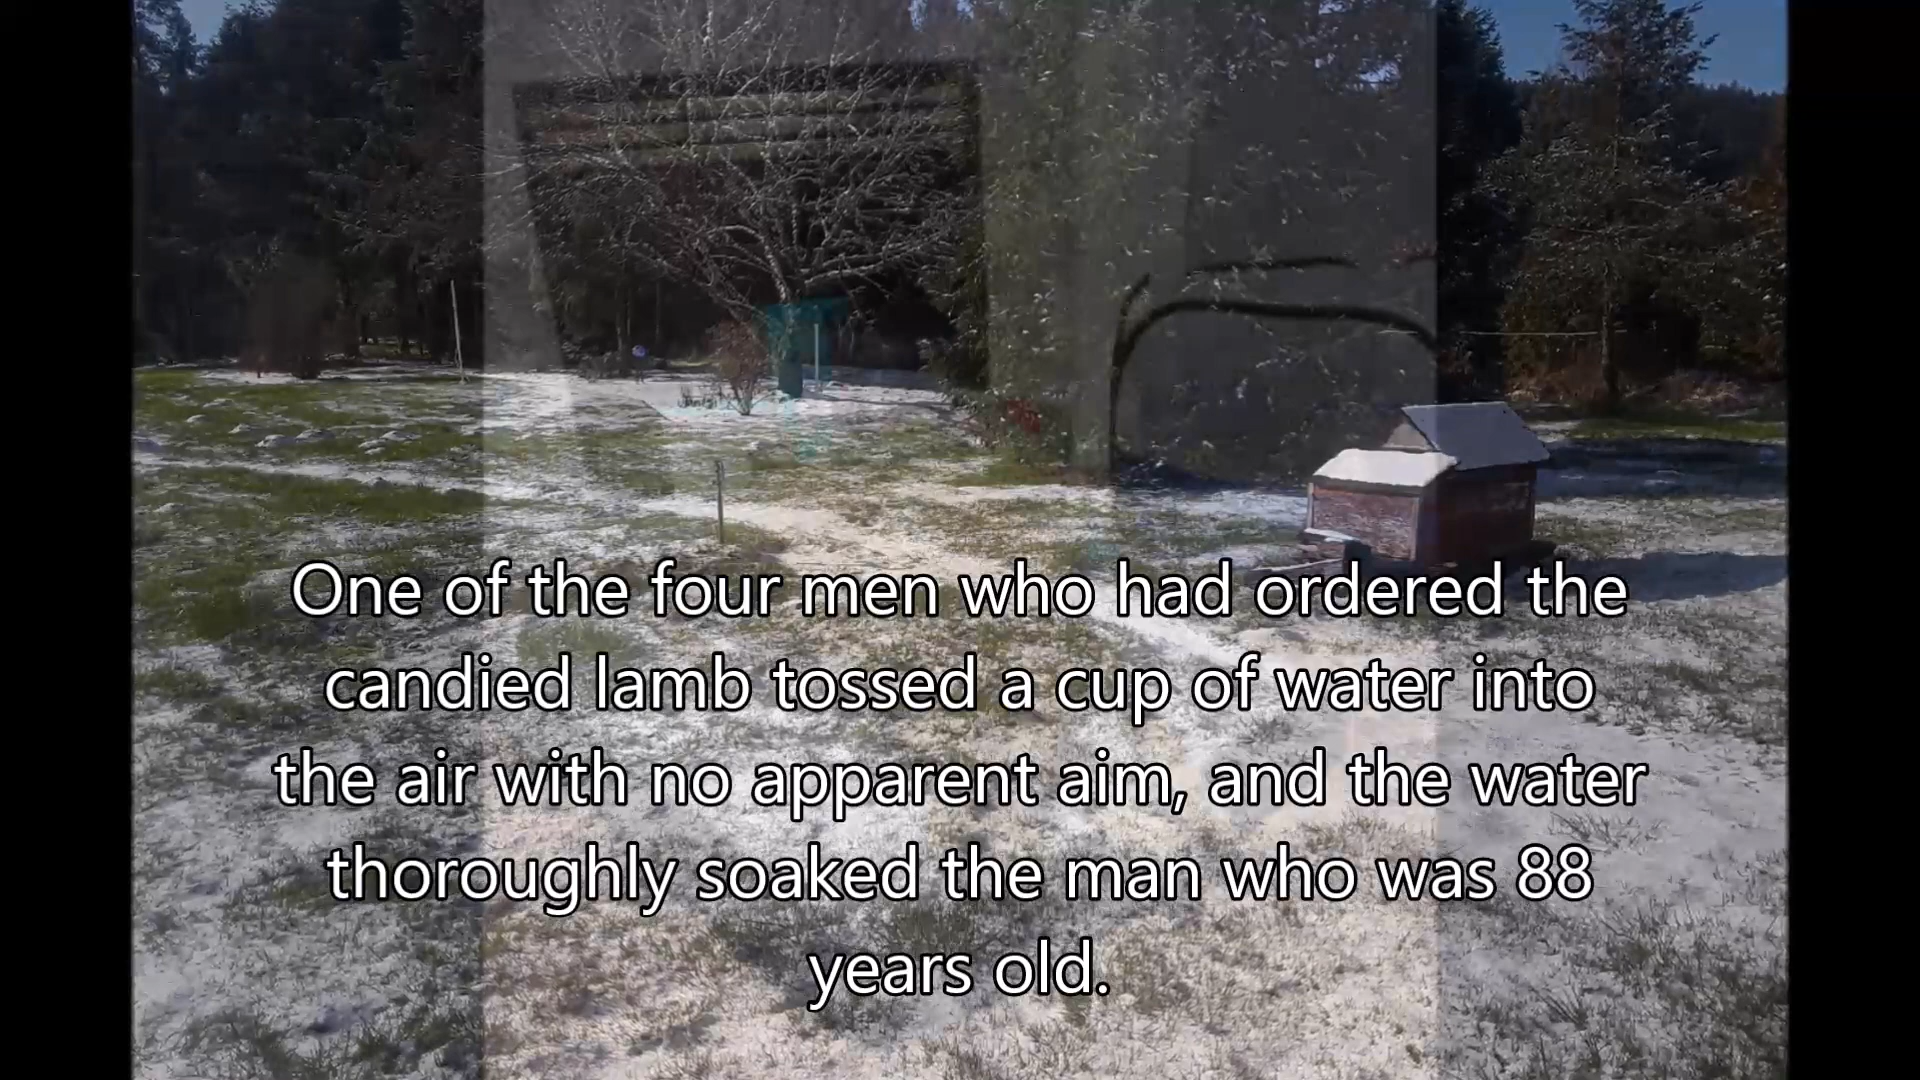 One of the four men who had ordered the
candied lamb tossed a cup of water into
the air with no apparent aim, and the water
thoroughly soaked the man who was 88
years old.